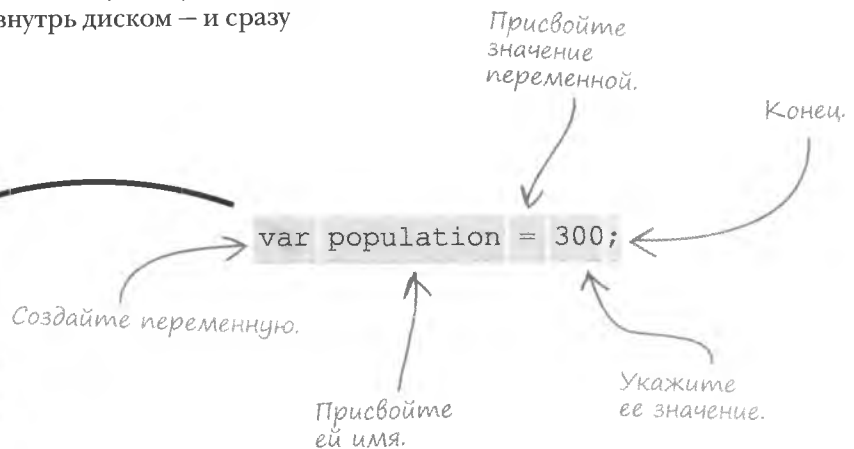 внутрь диском — и сразу
Присвойте
значение
переменной.
Конец.
var population = 300;
Создайте переменную.
Присвойте
ей имя.
Укажите
ее значение.